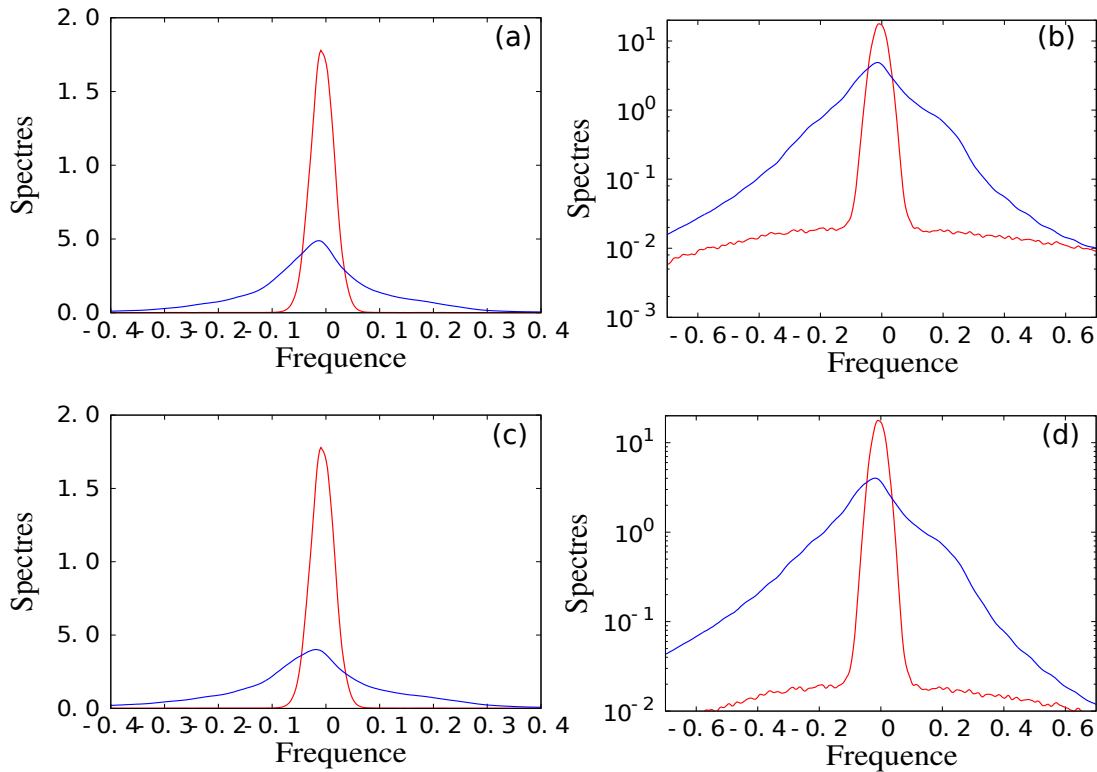 (a)
Spectres
2. 0
1. 5
1. 0
5. 0
0. 0
- 0. 4 - 0. 3 - 0. 2 - 0. 1 0 0. 1 0. 2 0. 3 0. 4
Frequence
(b)
Spectres
10^1
10^0
10^-1
10^-2
10^-3
- 0. 6 - 0. 4 - 0. 2 0 0. 2 0. 4 0. 6
Frequence
(c)
Spectres
2. 0
1. 5
1. 0
5. 0
0. 0
- 0. 4 - 0. 3 - 0. 2 - 0. 1 0 0. 1 0. 2 0. 3 0. 4
Frequence
(d)
Spectres
10^1
10^0
10^-1
10^-2
- 0. 6 - 0. 4 - 0. 2 0 0. 2 0. 4 0. 6
Frequence